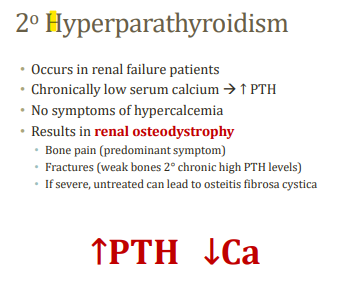 2º Hyperparathyroidism
• Occurs in renal failure patients
• Chronically low serum calcium → ↑ PTH
• No symptoms of hypercalcemia
• Results in renal osteodystrophy
• Bone pain (predominant symptom)
• Fractures (weak bones 2° chronic high PTH levels)
• If severe, untreated can lead to osteitis fibrosa cystica
↑PTH ↓Ca